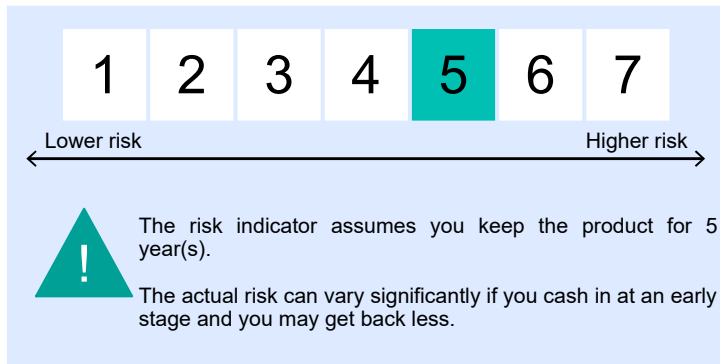 1 2 3 4 5 6 7
Lower risk Higher risk
!
The risk indicator assumes you keep the product for 5
year(s).
The actual risk can vary significantly if you cash in at an early
stage and you may get back less.